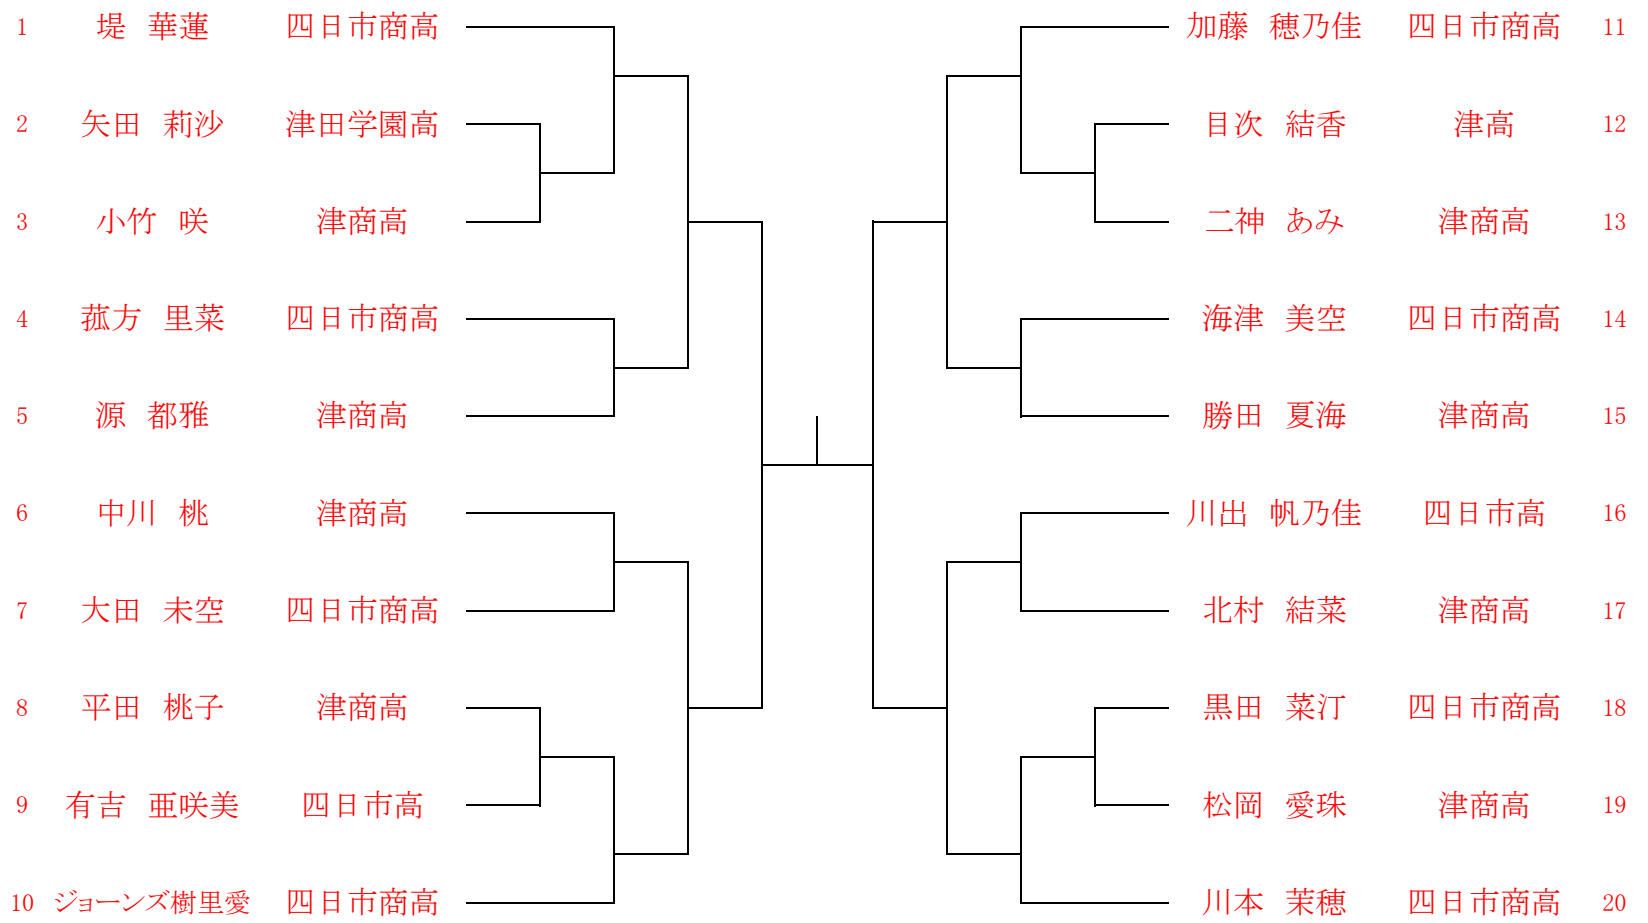 1 堤 華蓮 四日市商高 加藤 穂乃佳 四日市商高 11
2 矢田 莉沙 津田学園高 目次 結香 津高 12
3 小竹 咲 津商高 二神 あみ 津商高 13
4 菰方 里菜 四日市商高 海津 美空 四日市商高 14
5 源 都雅 津商高 勝田 夏海 津商高 15
6 中川 桃 津商高 川出 帆乃佳 四日市高 16
7 大田 未空 四日市商高 北村 結菜 津商高 17
8 平田 桃子 津商高 黒田 菜汀 四日市商高 18
9 有吉 亜咲美 四日市高 松岡 愛珠 津商高 19
10 ジョーンズ樹里愛 四日市商高 川本 茉穂 四日市商高 20